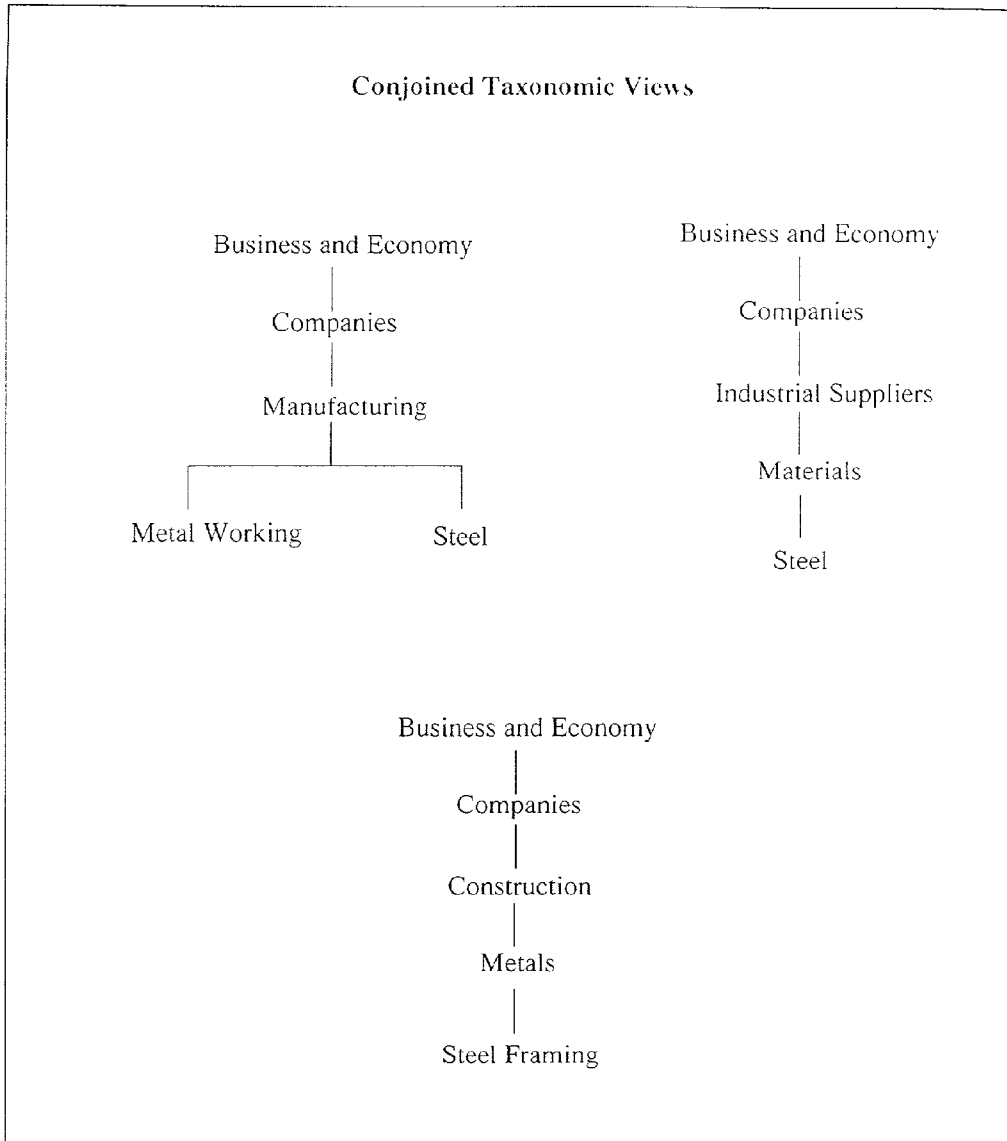 Conjoined Taxonomic Views
Business and Economy
Companies
Manufacturing
Metal Working
Steel
Business and Economy
Companies
Industrial Suppliers
Materials
Steel
Business and Economy
Companies
Construction
Metals
Steel Framing